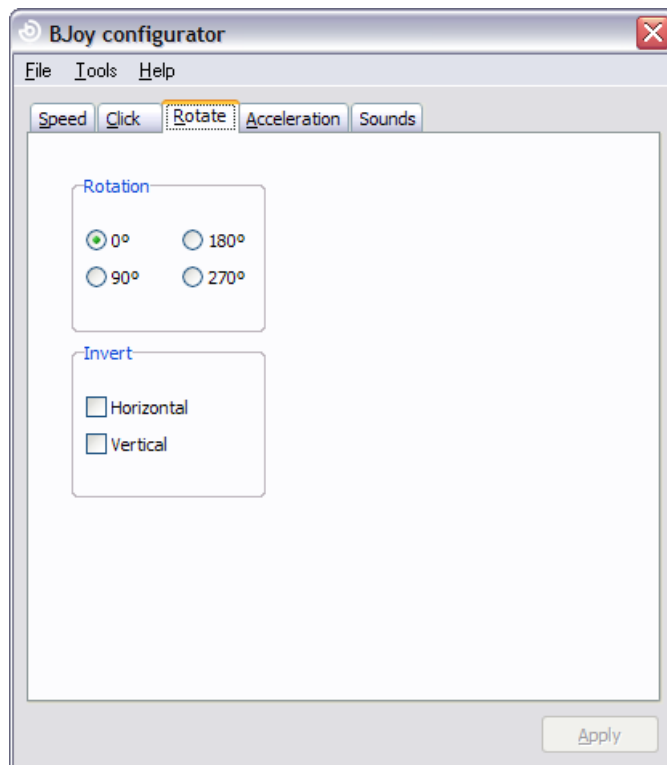 BJoy configurator
File Tools Help
Speed Click Rotate Acceleration Sounds
Rotation
0º 180º
90º 270º
Invert
Horizontal
Vertical
Apply